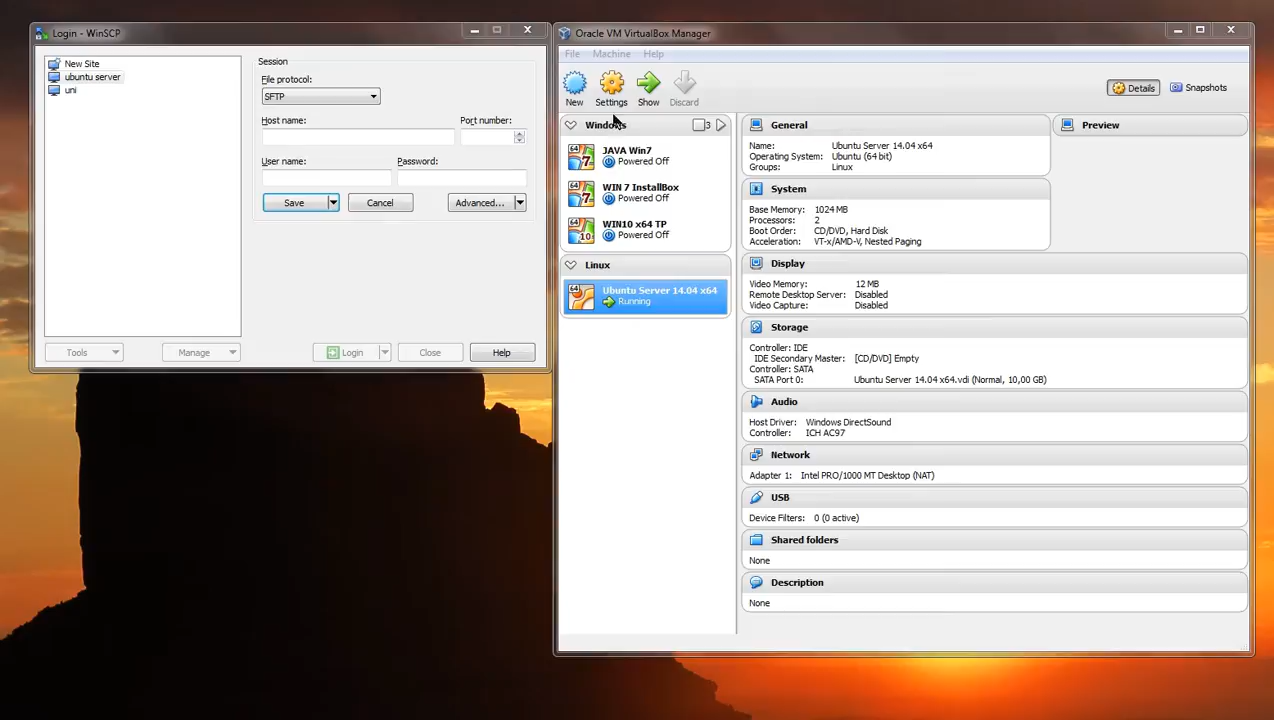 Login - WinSCP
New Site
ubuntu server
uni
Session
File protocol:
SFTP
Host name:
Port number:
User name:
Password:
Save
Cancel
Advanced...
Tools
Manage
Login
Close
Help
Oracle VM VirtualBox Manager
File
Machine
Help
New
Settings
Show
Discard
Details
Snapshots
Windows
3
JAVA Win7
Powered Off
WIN 7 InstallBox
Powered Off
WIN10 x64 TP
Powered Off
Linux
Ubuntu Server 14.04 x64
Running
General
Name: Ubuntu Server 14.04 x64
Operating System: Ubuntu (64 bit)
Groups: Linux
Preview
System
Base Memory: 1024 MB
Processors: 2
Boot Order: CD/DVD, Hard Disk
Acceleration: VT-x/AMD-V, Nested Paging
Display
Video Memory: 12 MB
Remote Desktop Server: Disabled
Video Capture: Disabled
Storage
Controller: IDE
IDE Secondary Master: [CD/DVD] Empty
Controller: SATA
SATA Port 0: Ubuntu Server 14.04 x64.vdi (Normal, 10,00 GB)
Audio
Host Driver: Windows DirectSound
Controller: ICH AC97
Network
Adapter 1: Intel PRO/1000 MT Desktop (NAT)
USB
Device Filters: 0 (0 active)
Shared folders
None
Description
None